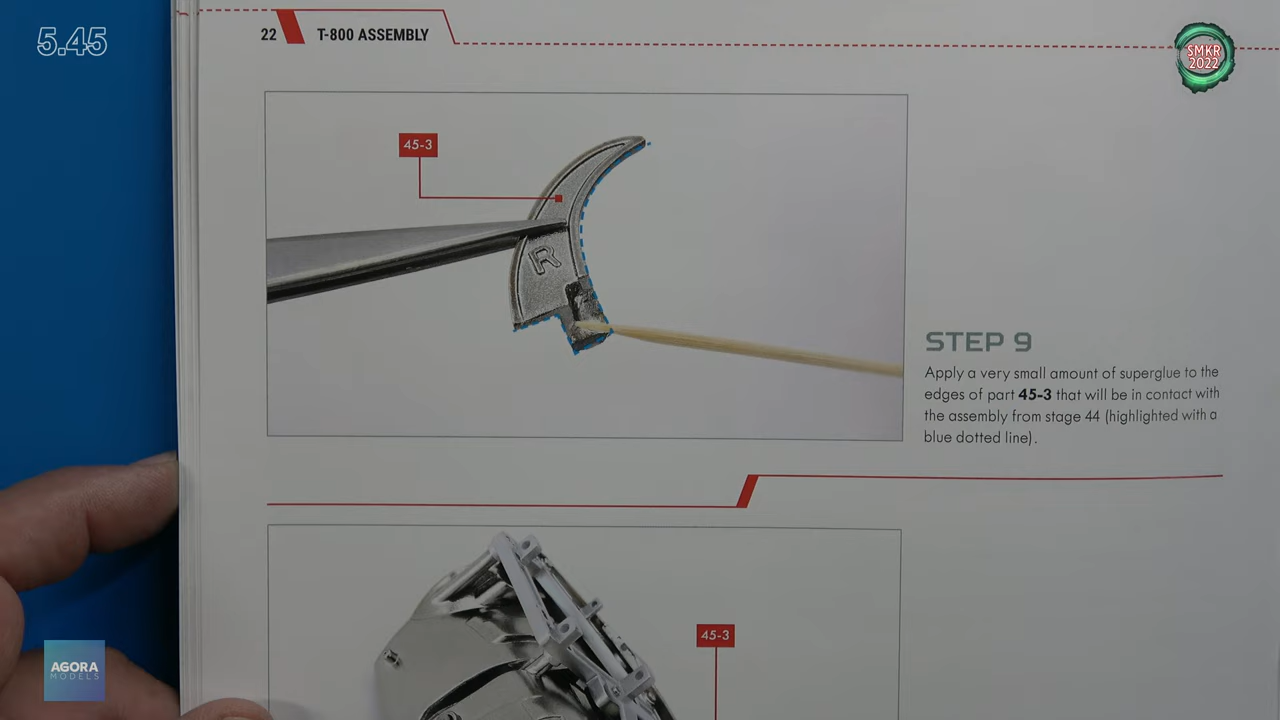 5.45
22
T-800 ASSEMBLY
SMKR
2022
45-3
R
STEP 9
Apply a very small amount of superglue to the
edges of part 45-3 that will be in contact with
the assembly from stage 44 (highlighted with a
blue dotted line).
45-3
AGORA
MODELS